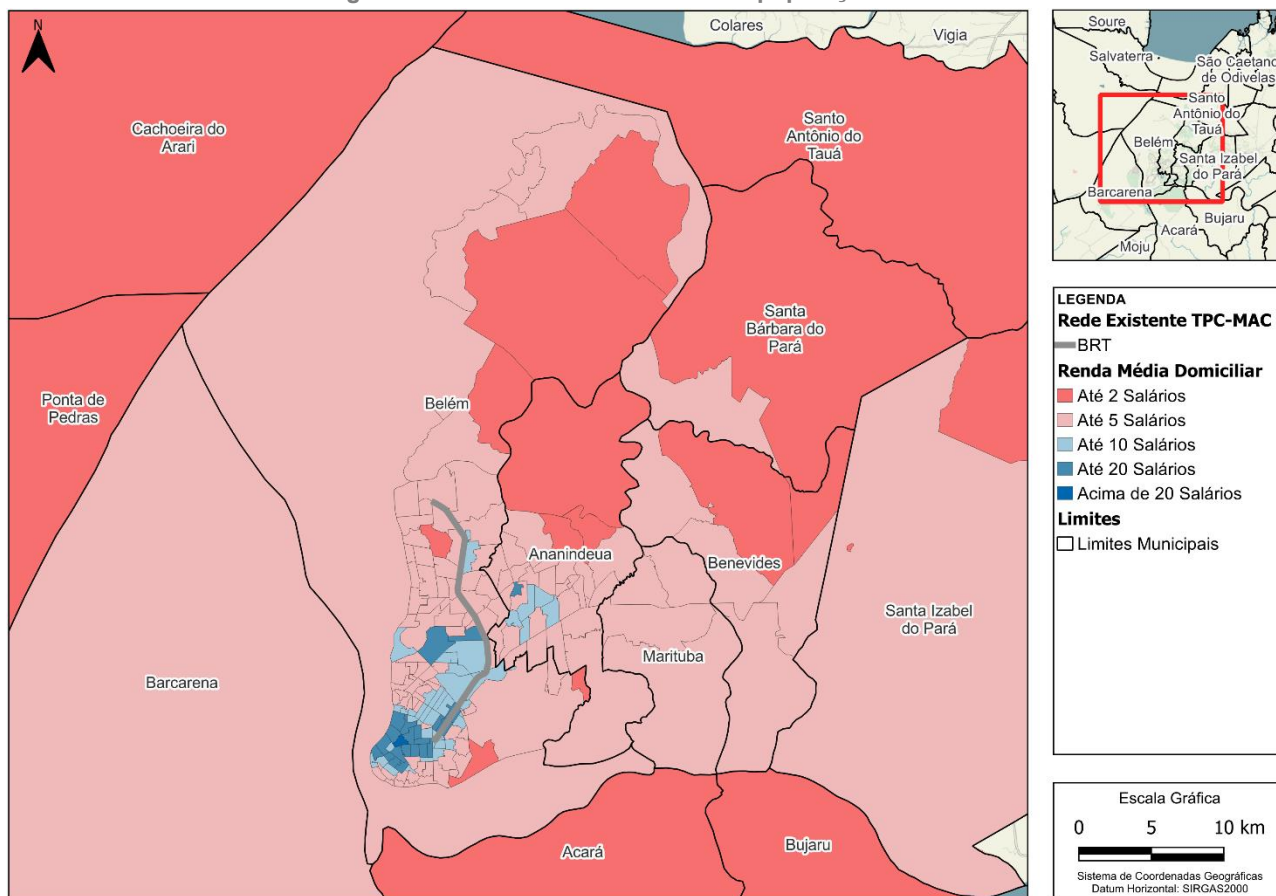 N
Colares
Vigia
Cachoeira do
Arari
Santo
Antônio do
Tauá
Santa
Bárbara do
Pará
Ponta de
Pedras
Belém
Ananindeua
Benevides
Santa Izabel
do Pará
Marituba
Barcarena
Acará
Bujaru
Soure
Salvaterra
São Caetano
de Odivelas
Santo
Antônio do
Tauá
Belém
Santa Izabel
do Pará
Barcarena
Bujaru
Acará
Moju
LEGENDA
Rede Existente TPC-MAC
BRT
Renda Média Domiciliar
Até 2 Salários
Até 5 Salários
Até 10 Salários
Até 20 Salários
Acima de 20 Salários
Limites
Limites Municipais
Escala Gráfica
0 5 10 km
Sistema de Coordenadas Geográficas
Datum Horizontal: SIRGAS2000